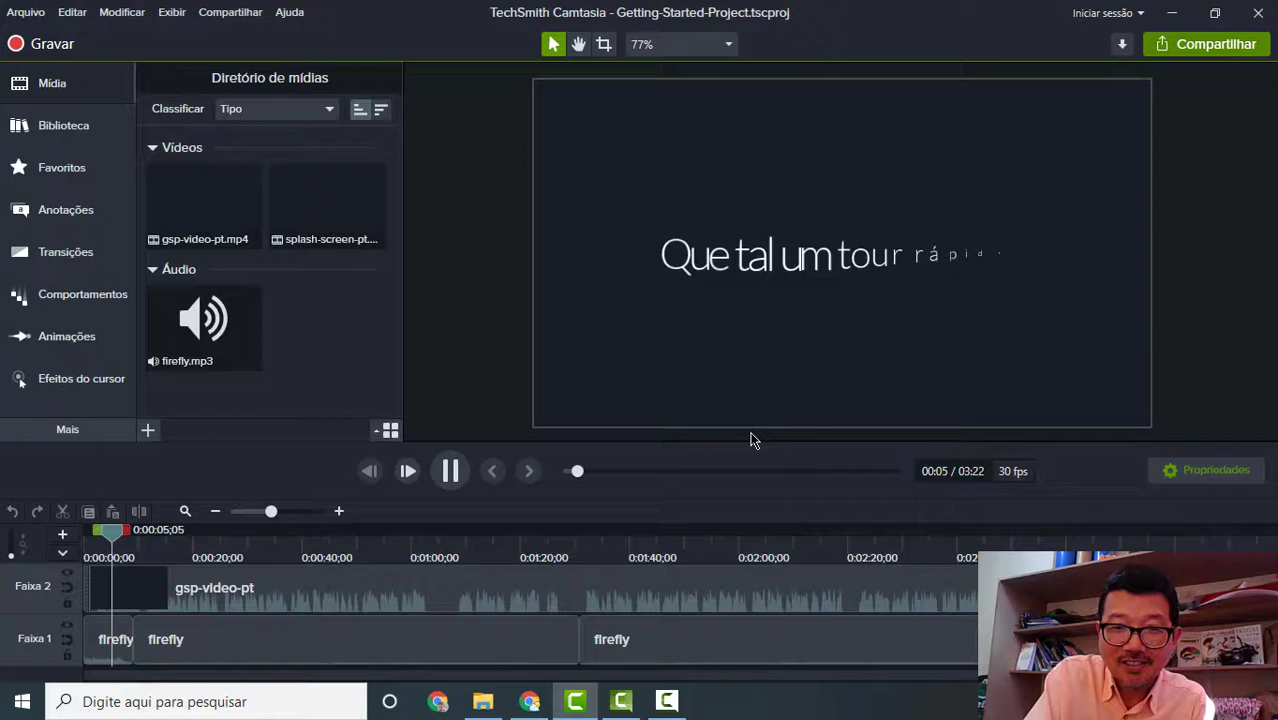 Arquivo Editar Modificar Exibir Compartilhar Ajuda
TechSmith Camtasia - Getting-Started-Project.tscproj
Iniciar sessão
Gravar
77%
Compartilhar
Mídia
Biblioteca
Favoritos
Anotações
Transições
Comportamentos
Animações
Efeitos do cursor
Mais
Diretório de mídias
Classificar Tipo
Vídeos
gsp-video-pt.mp4 splash-screen-pt....
Áudio
firefly.mp3
Que tal um tour rápid
00:05 / 03:22 30 fps
Propriedades
0:00:05;05
0:00:00;00 0:00:20;00 0:00:40;00 0:01:00;00 0:01:20;00 0:01:40;00 0:02:00;00 0:02:20;00 0:02:
Faixa 2 gsp-video-pt
Faixa 1 firefly firefly firefly
Digite aqui para pesquisar